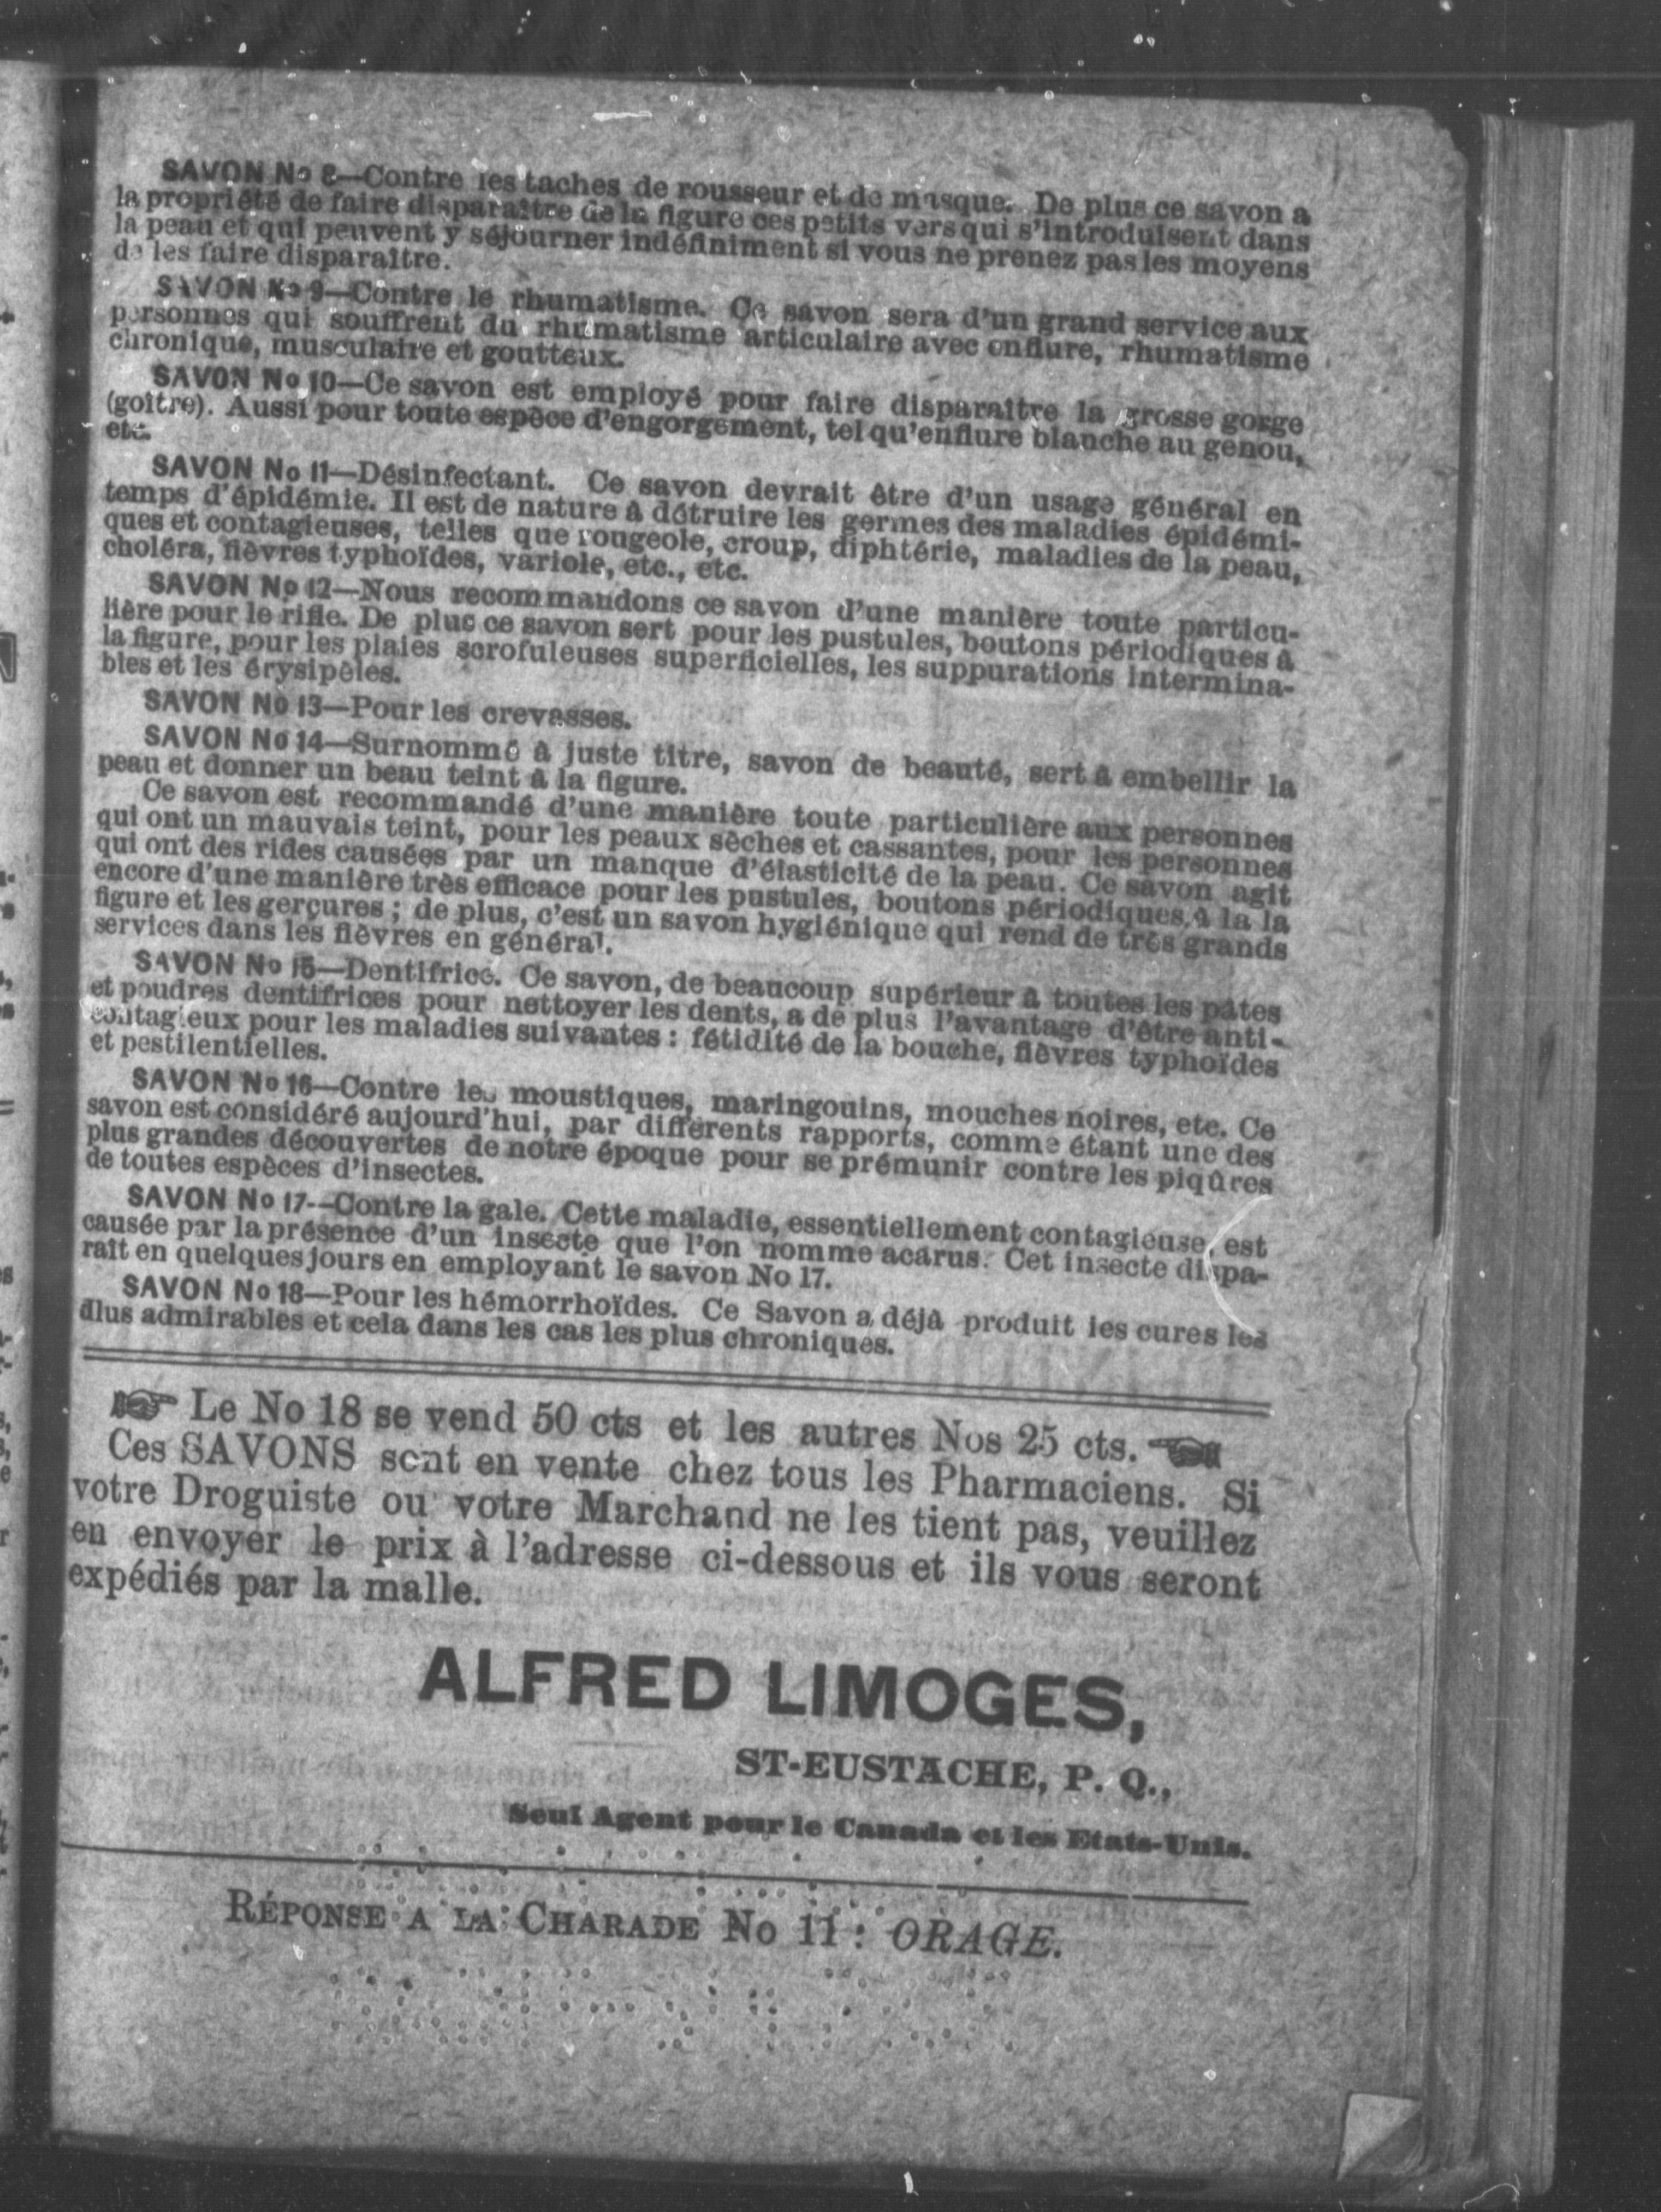 SAVON No 8—Contre les taches de rousseur et de masque. De plus ce savon a
la propriété de faire disparaître de la figure ces petits vers qui s'introduisent dans
la peau et qui peuvent y séjourner indéfiniment si vous ne prenez pas les moyens
de les faire disparaître.
SAVON No 9—Contre le rhumatisme. Ce savon sera d'un grand service aux
personnes qui souffrent du rhumatisme articulaire avec enflure, rhumatisme
chronique, musculaire et goutteux.
SAVON No 10—Ce savon est employé pour faire disparaître la grosse gorge
(goître). Aussi pour toute espèce d'engorgement, tel qu'enflure blanche au genou,
etc.
SAVON No 11—Désinfectant. Ce savon devrait être d'un usage général en
temps d'épidémie. Il est de nature à détruire les germes des maladies épidémi-
ques et contagieuses, telles que rougeole, croup, diphtérie, maladies de la peau,
choléra, fièvres typhoïdes, variole, etc., etc.
SAVON No 12—Nous recommandons ce savon d'une manière toute particu-
lière pour le rifle. De plus ce savon sert pour les pustules, boutons périodiques à
la figure, pour les plaies scrofuleuses superficielles, les suppurations intermina-
bles et les érysipèles.
SAVON No 13—Pour les crevasses.
SAVON No 14—Surnommé à juste titre, savon de beauté, sert à embellir la
peau et donner un beau teint à la figure.
Ce savon est recommandé d'une manière toute particulière aux personnes
qui ont un mauvais teint, pour les peaux sèches et cassantes, pour les personnes
qui ont des rides causées par un manque d'élasticité de la peau. Ce savon agit
encore d'une manière très efficace pour les pustules, boutons périodiques à la la
figure et les gerçures ; de plus, c'est un savon hygiénique qui rend de très grands
services dans les fièvres en général.
SAVON No 15—Dentifrice. Ce savon, de beaucoup supérieur à toutes les pâtes
et poudres dentifrices pour nettoyer les dents, a de plus l'avantage d'être anti-
contagieux pour les maladies suivantes : fétidité de la bouche, fièvres typhoïdes
et pestilentielles.
SAVON No 16—Contre les moustiques, maringouins, mouches noires, etc. Ce
savon est considéré aujourd'hui, par différents rapports, comme étant une des
plus grandes découvertes de notre époque pour se prémunir contre les piqûres
de toutes espèces d'insectes.
SAVON No 17--Contre la gale. Cette maladie, essentiellement contagieuse, est
causée par la présence d'un insecte que l'on nomme acarus. Cet insecte dispa-
raît en quelques jours en employant le savon No 17.
SAVON No 18—Pour les hémorrhoïdes. Ce Savon a déjà produit les cures les
dlus admirables et cela dans les cas les plus chroniques.
☞ Le No 18 se vend 50 cts et les autres Nos 25 cts. ☜
Ces SAVONS sont en vente chez tous les Pharmaciens. Si
votre Droguiste ou votre Marchand ne les tient pas, veuillez
en envoyer le prix à l'adresse ci-dessous et ils vous seront
expédiés par la malle.
ALFRED LIMOGES,
ST-EUSTACHE, P. Q.,
Seul Agent pour le Canada et les Etats-Unis.
RÉPONSE A LA CHARADE No 11 : ORAGE.